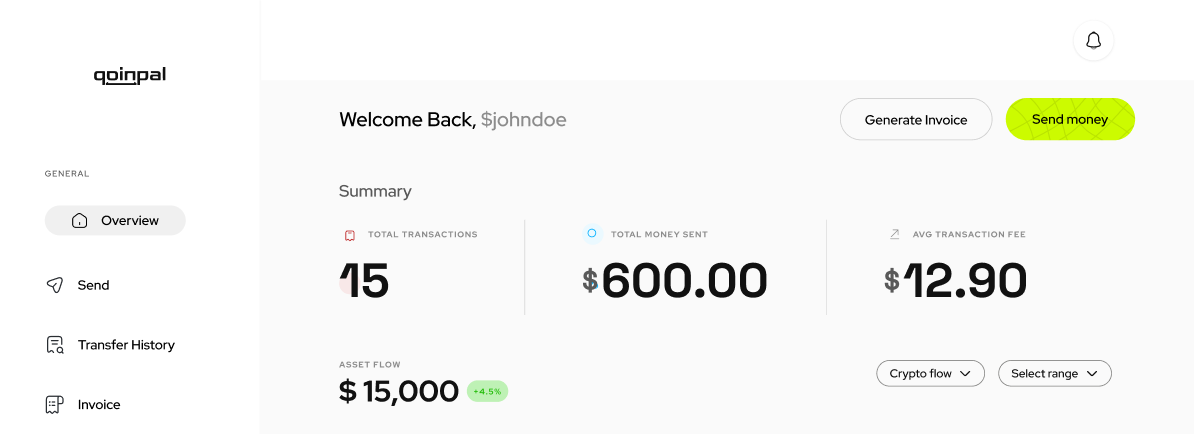 qoinpal
GENERAL
Overview
Send
Transfer History
Invoice
Welcome Back, $johndoe
Generate Invoice
Send money
Summary
TOTAL TRANSACTIONS
15
TOTAL MONEY SENT
$600.00
AVG TRANSACTION FEE
$12.90
ASSET FLOW
$ 15,000 +4.5%
Crypto flow
Select range